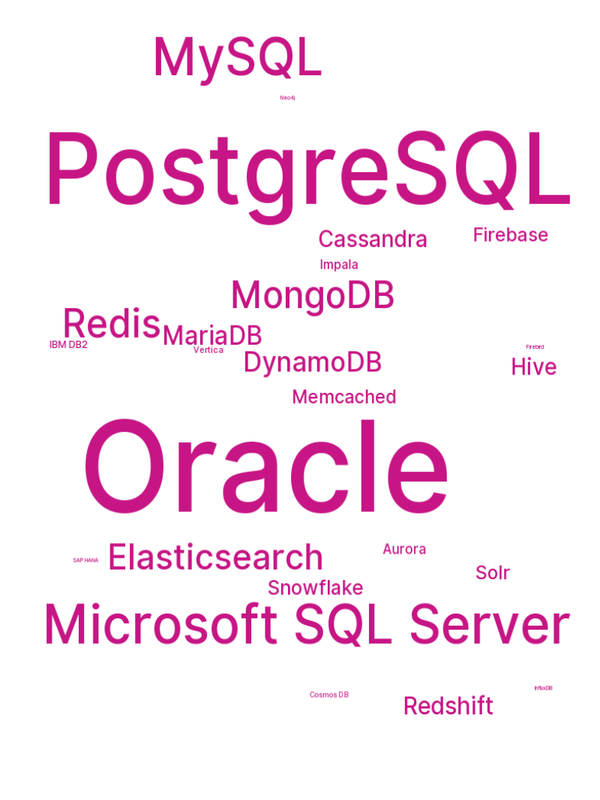 MySQL
Neo4j
PostgreSQL
Cassandra
Firebase
Impala
MongoDB
Redis
MariaDB
IBM DB2
Vertica
Firebird
DynamoDB
Hive
Memcached
Oracle
Aurora
Elasticsearch
SAP HANA
Solr
Snowflake
Microsoft SQL Server
InfluxDB
Cosmos DB
Redshift